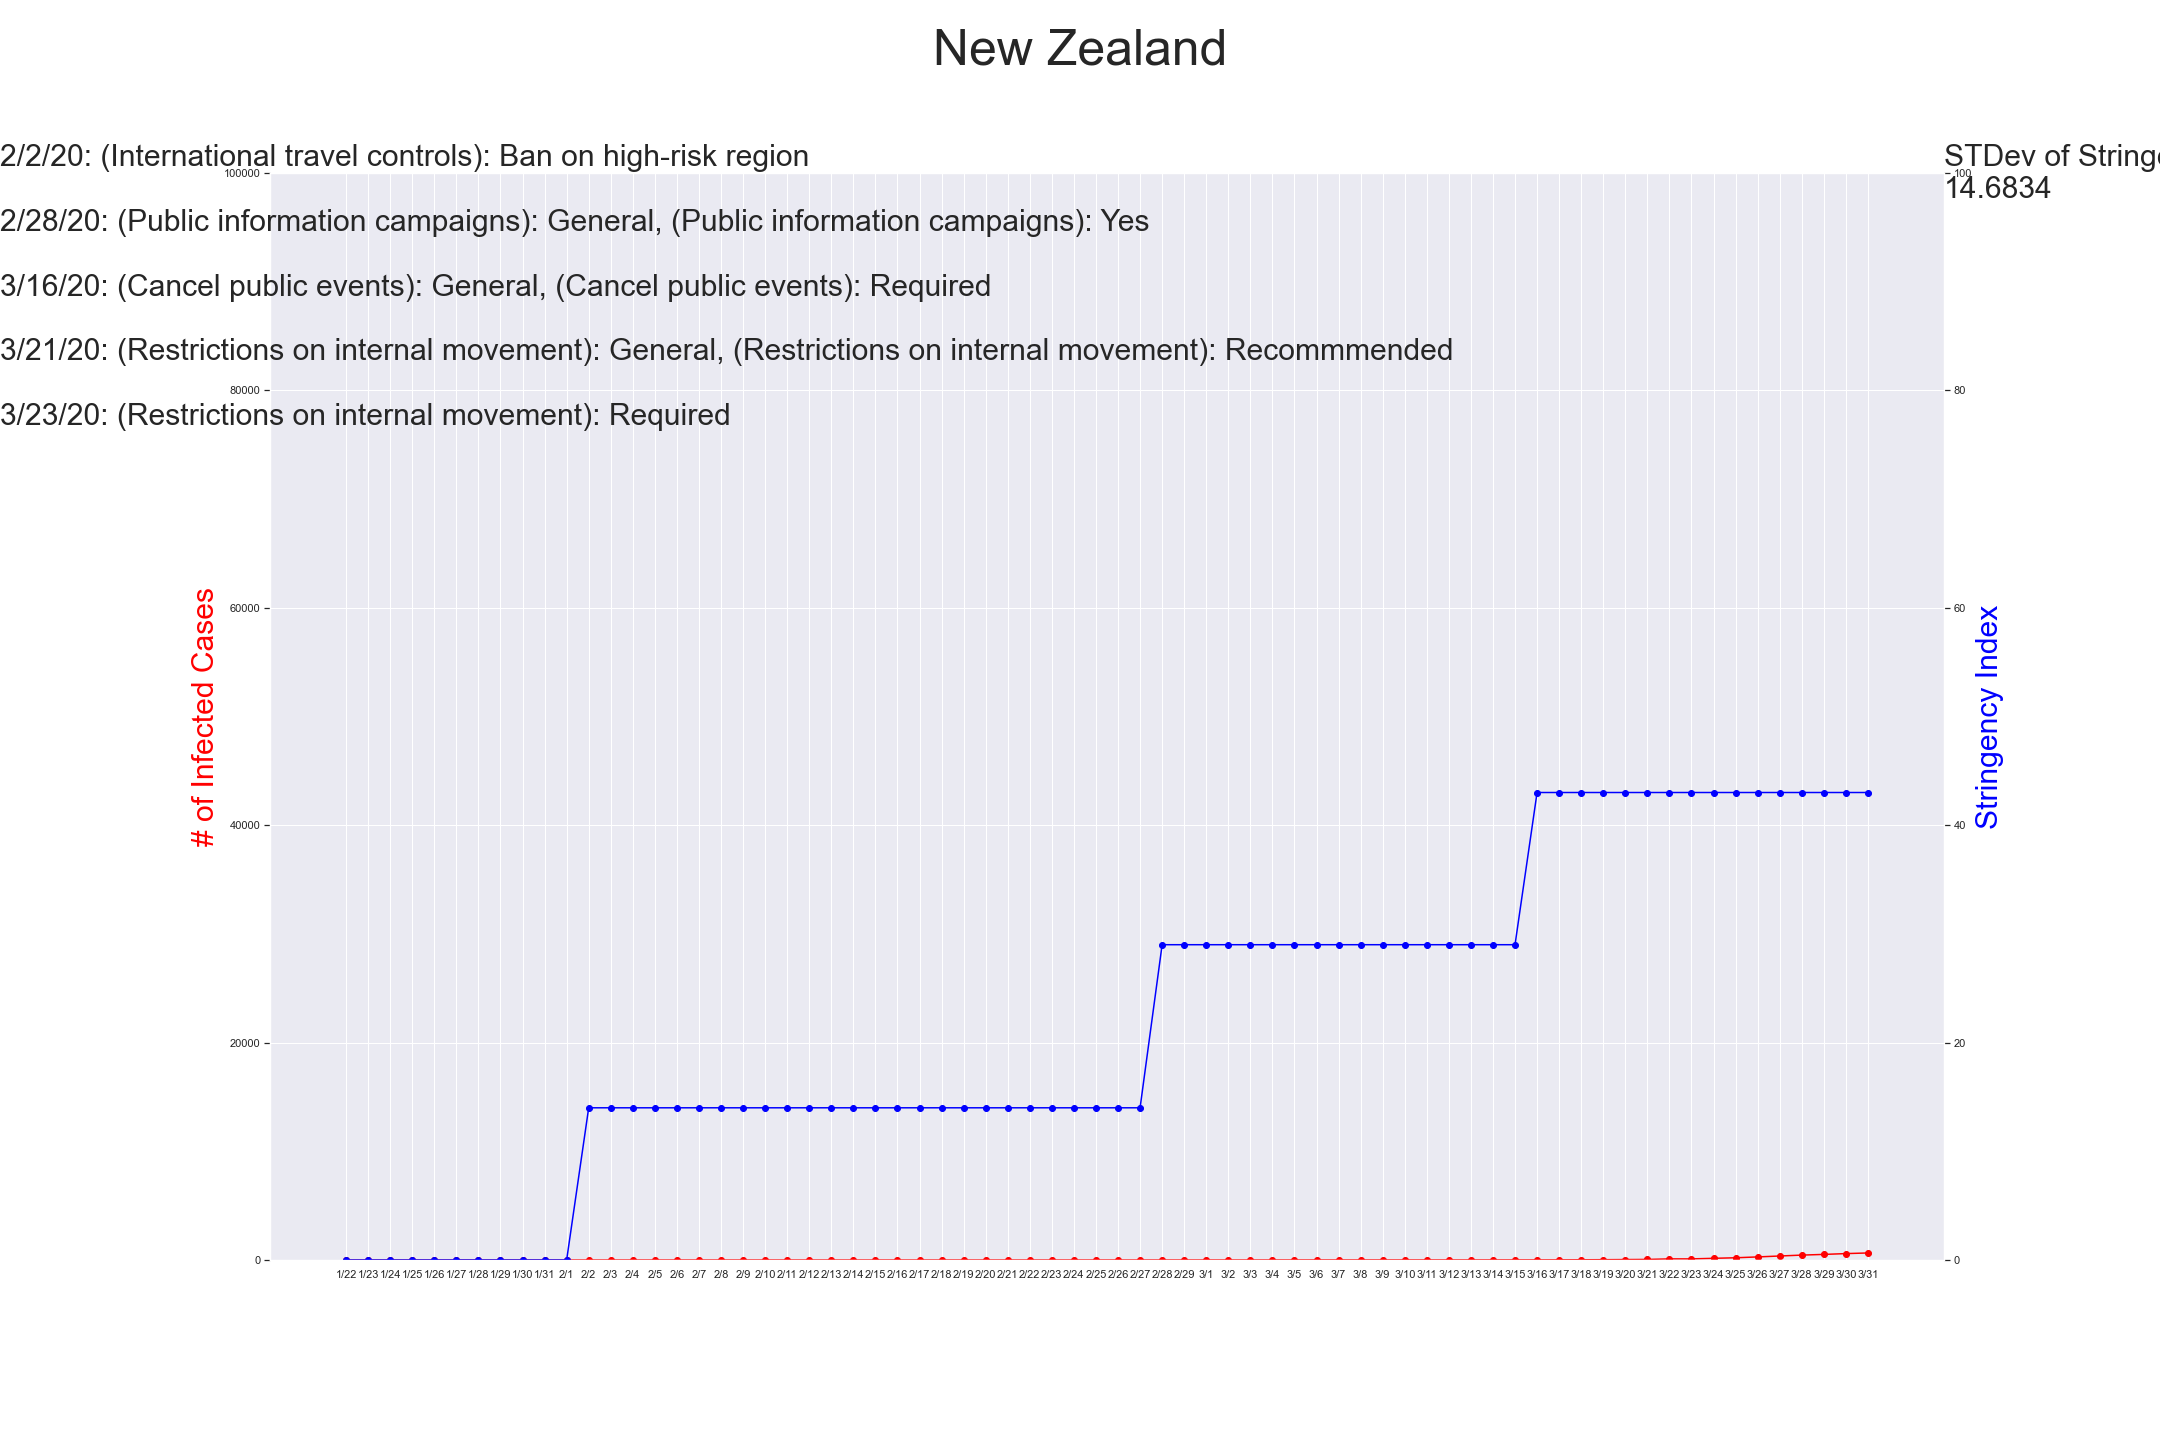 New Zealand
2/2/20: (International travel controls): Ban on high-risk region
STDev of Stringe
14.6834
2/28/20: (Public information campaigns): General, (Public information campaigns): Yes
3/16/20: (Cancel public events): General, (Cancel public events): Required
3/21/20: (Restrictions on internal movement): General, (Restrictions on internal movement): Recommmended
3/23/20: (Restrictions on internal movement): Required
# of Infected Cases
100000
80000
60000
40000
20000
0
100
80
60
40
20
0
Stringency Index
1/22 1/23 1/24 1/25 1/26 1/27 1/28 1/29 1/30 1/31 2/1 2/2 2/3 2/4 2/5 2/6 2/7 2/8 2/9 2/10 2/11 2/12 2/13 2/14 2/15 2/16 2/17 2/18 2/19 2/20 2/21 2/22 2/23 2/24 2/25 2/26 2/27 2/28 2/29 3/1 3/2 3/3 3/4 3/5 3/6 3/7 3/8 3/9 3/10 3/11 3/12 3/13 3/14 3/15 3/16 3/17 3/18 3/19 3/20 3/21 3/22 3/23 3/24 3/25 3/26 3/27 3/28 3/29 3/30 3/31